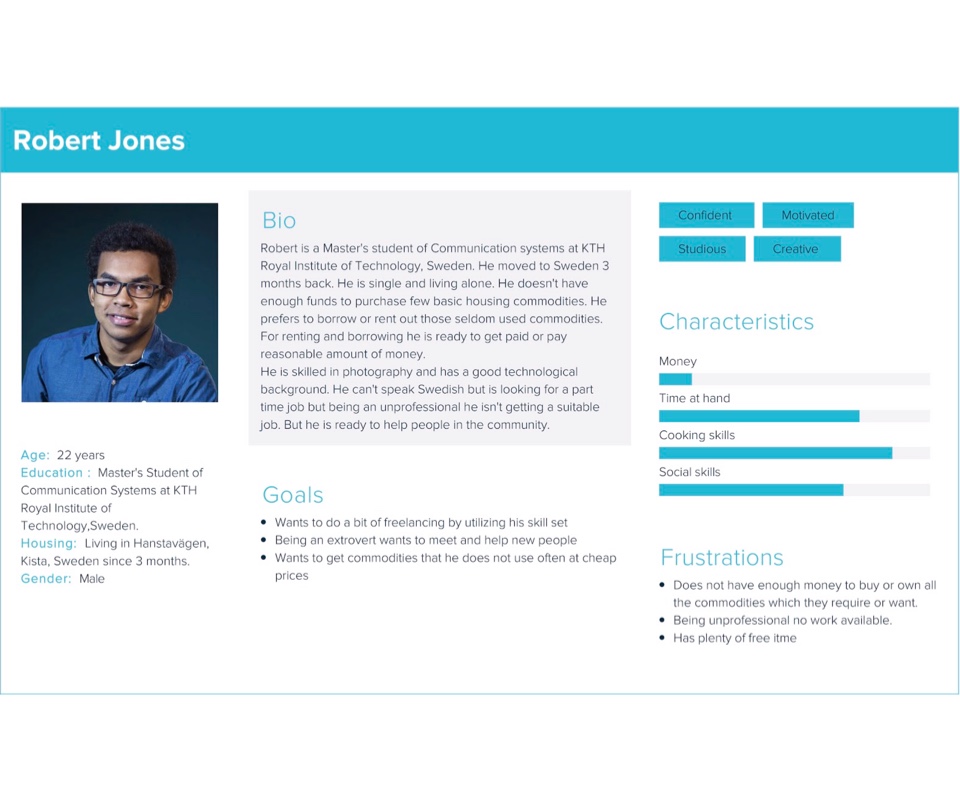 Robert Jones
Age: 22 years
Education : Master's Student of
Communication Systems at KTH
Royal Institute of
Technology,Sweden.
Housing: Living in Hanstavägen,
Kista, Sweden since 3 months.
Gender: Male
Bio
Robert is a Master's student of Communication systems at KTH
Royal Institute of Technology, Sweden. He moved to Sweden 3
months back. He is single and living alone. He doesn't have
enough funds to purchase few basic housing commodities. He
prefers to borrow or rent out those seldom used commodities.
For renting and borrowing he is ready to get paid or pay
reasonable amount of money.
He is skilled in photography and has a good technological
background. He can't speak Swedish but is looking for a part
time job but being an unprofessional he isn't getting a suitable
job. But he is ready to help people in the community.
Goals
• Wants to do a bit of freelancing by utilizing his skill set
• Being an extrovert wants to meet and help new people
• Wants to get commodities that he does not use often at cheap
prices
Confident Motivated
Studious Creative
Characteristics
Money
Time at hand
Cooking skills
Social skills
Frustrations
• Does not have enough money to buy or own all
the commodities which they require or want.
• Being unprofessional no work available.
• Has plenty of free itme